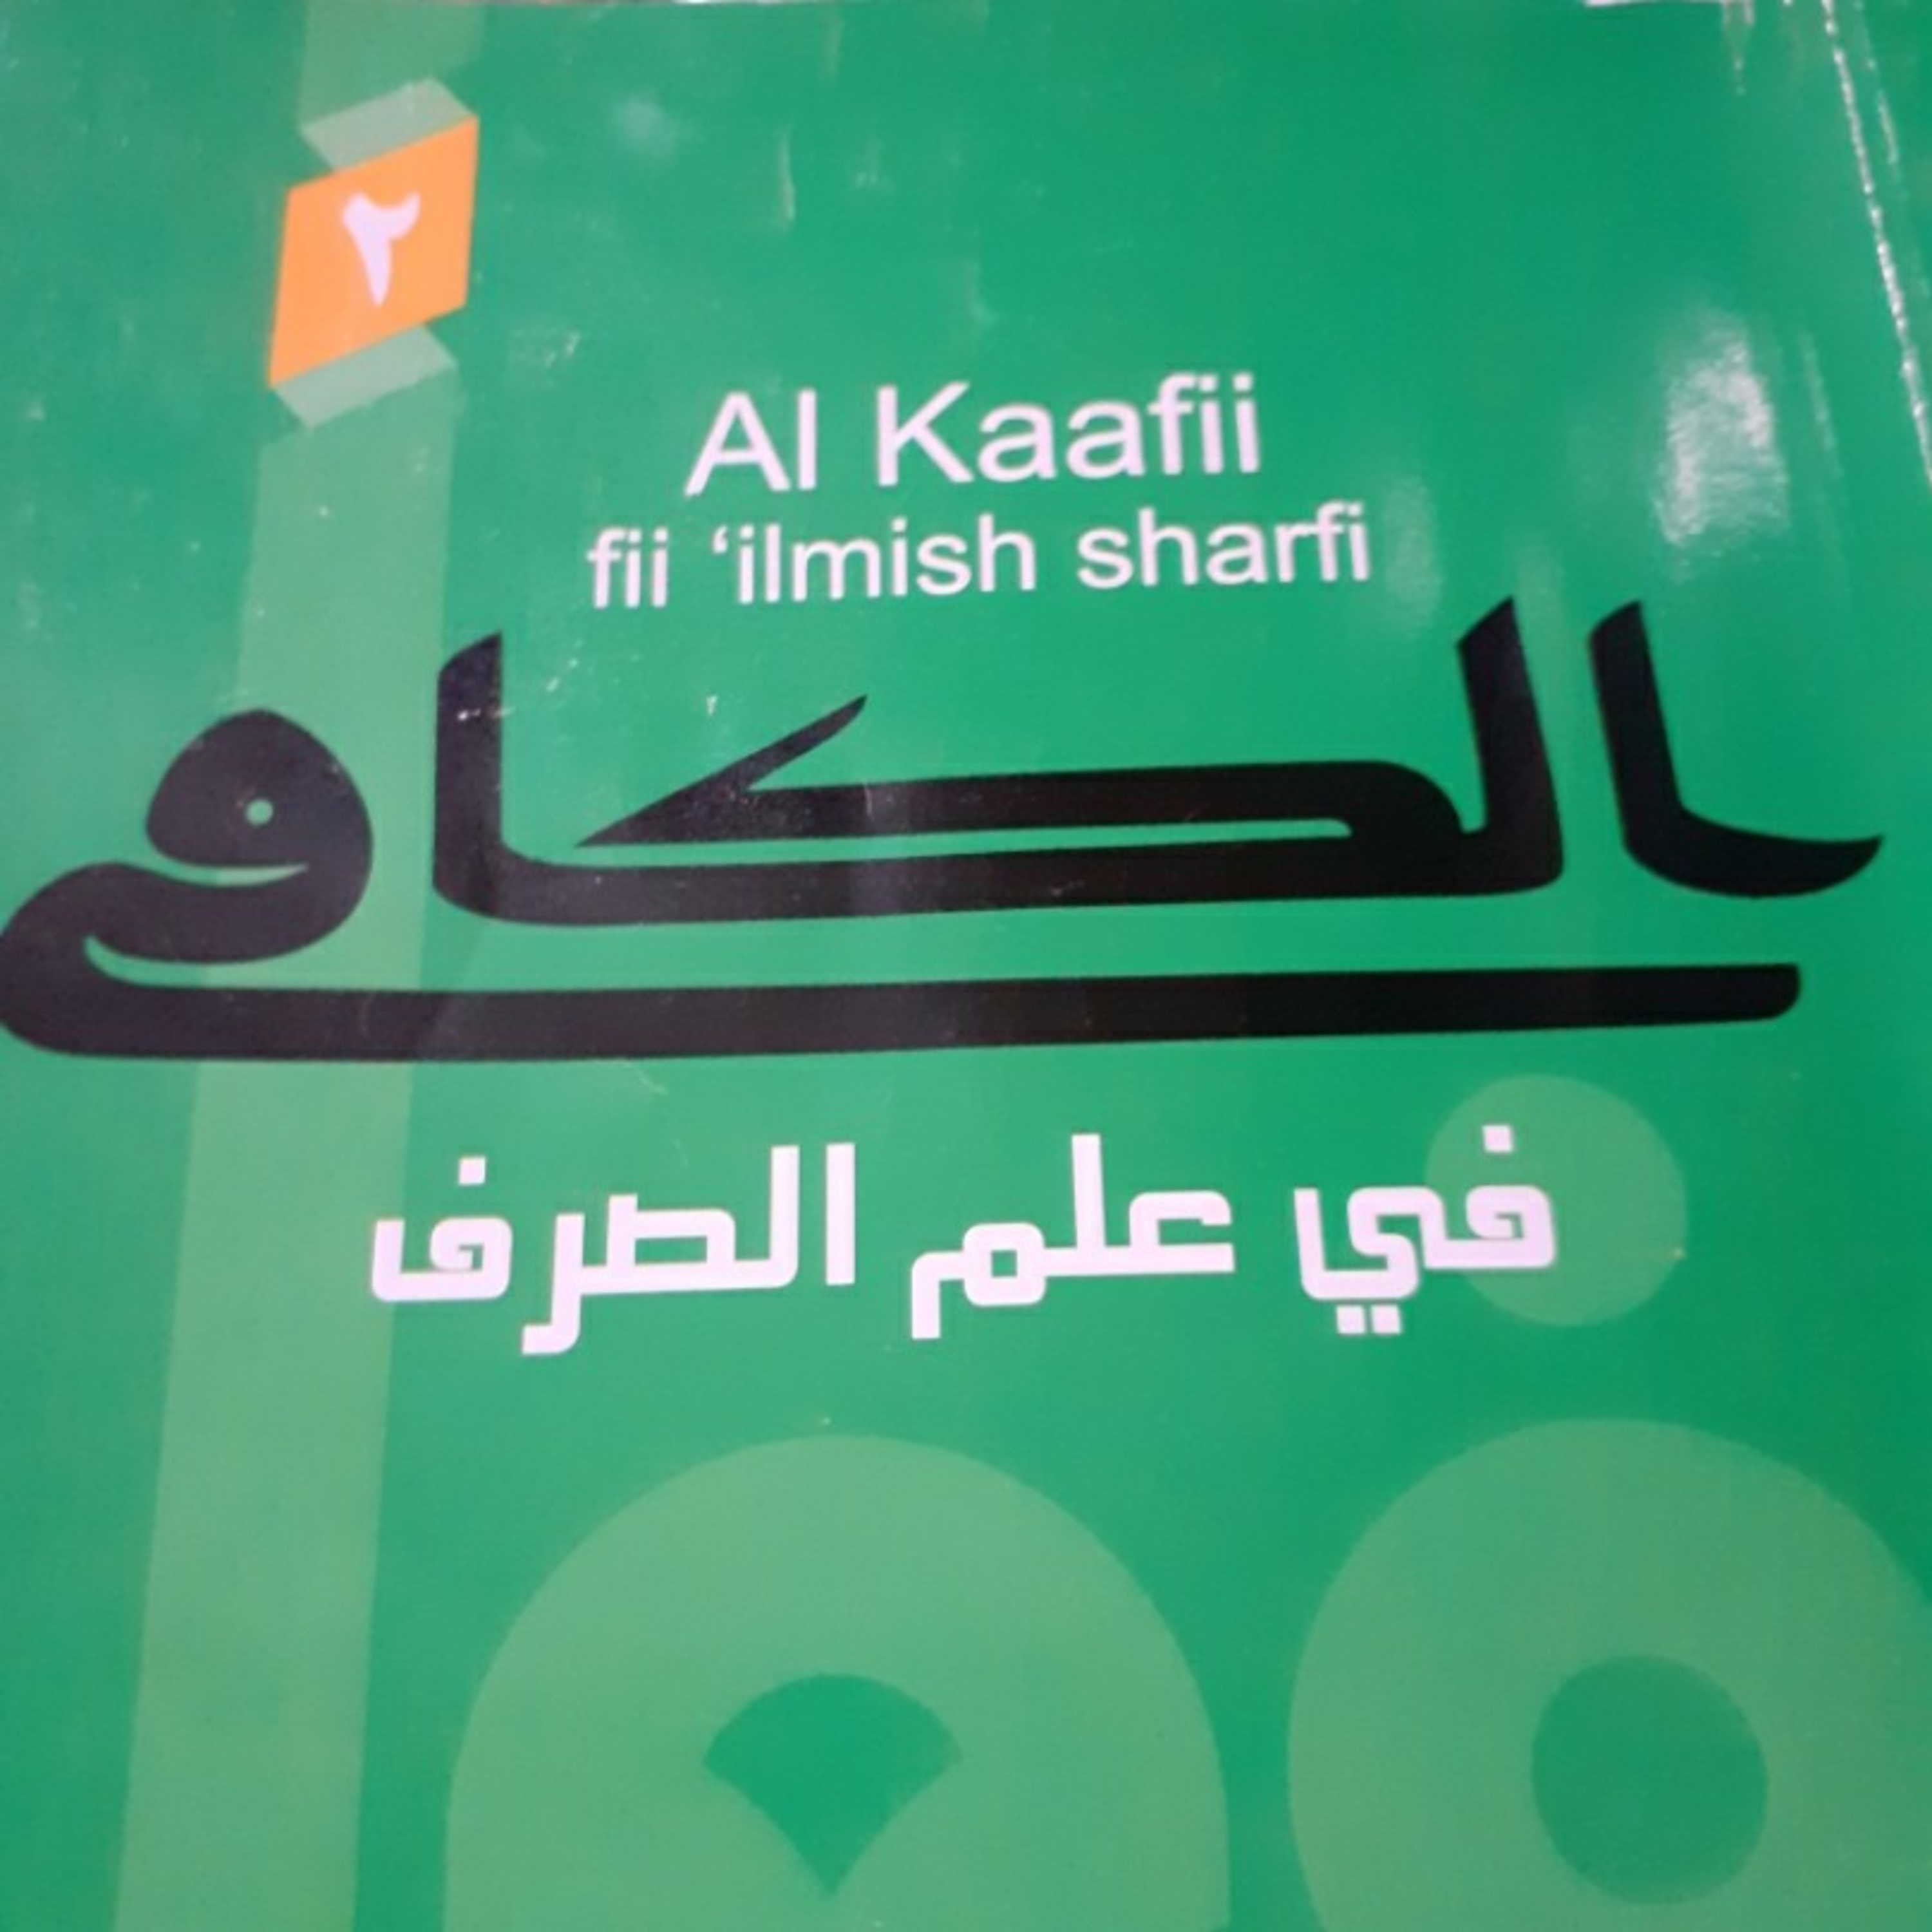 ٢
Al Kaafii
fii ‘ilmish sharfi
الكافي
في علم الصرف